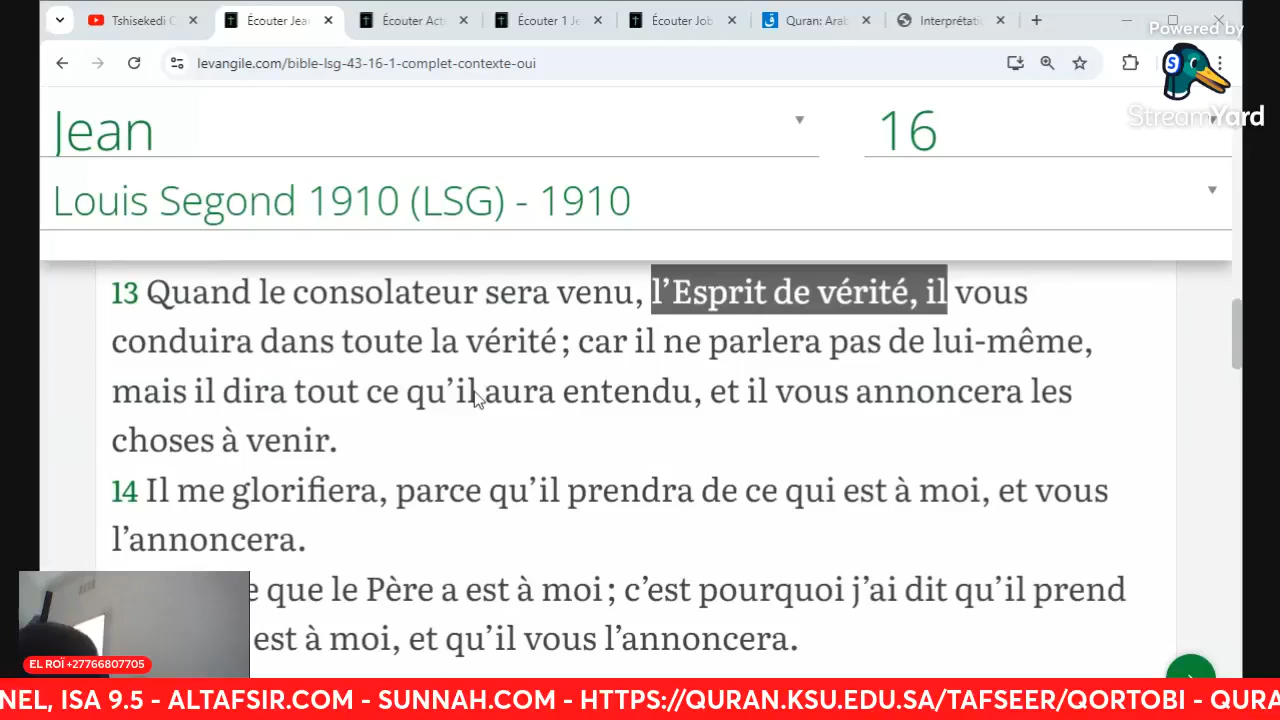 Tshisekedi C
Écouter Jea
Écouter Act
Écouter 1 Je
Écouter Job
Quran: Arab
Interprétatio
Powered by
levangile.com/bible-lsg-43-16-1-complet-contexte-oui
S
StreamYard
Jean
16
Louis Segond 1910 (LSG) - 1910
13 Quand le consolateur sera venu, l’Esprit de vérité, il vous
conduira dans toute la vérité ; car il ne parlera pas de lui-même,
mais il dira tout ce qu’il aura entendu, et il vous annoncera les
choses à venir.
14 Il me glorifiera, parce qu’il prendra de ce qui est à moi, et vous
l’annoncera.
e que le Père a est à moi ; c’est pourquoi j’ai dit qu’il prend
est à moi, et qu’il vous l’annoncera.
EL ROÏ +27766807705
NEL, ISA 9.5 - ALTAFSIR.COM - SUNNAH.COM - HTTPS://QURAN.KSU.EDU.SA/TAFSEER/QORTOBI - QURA